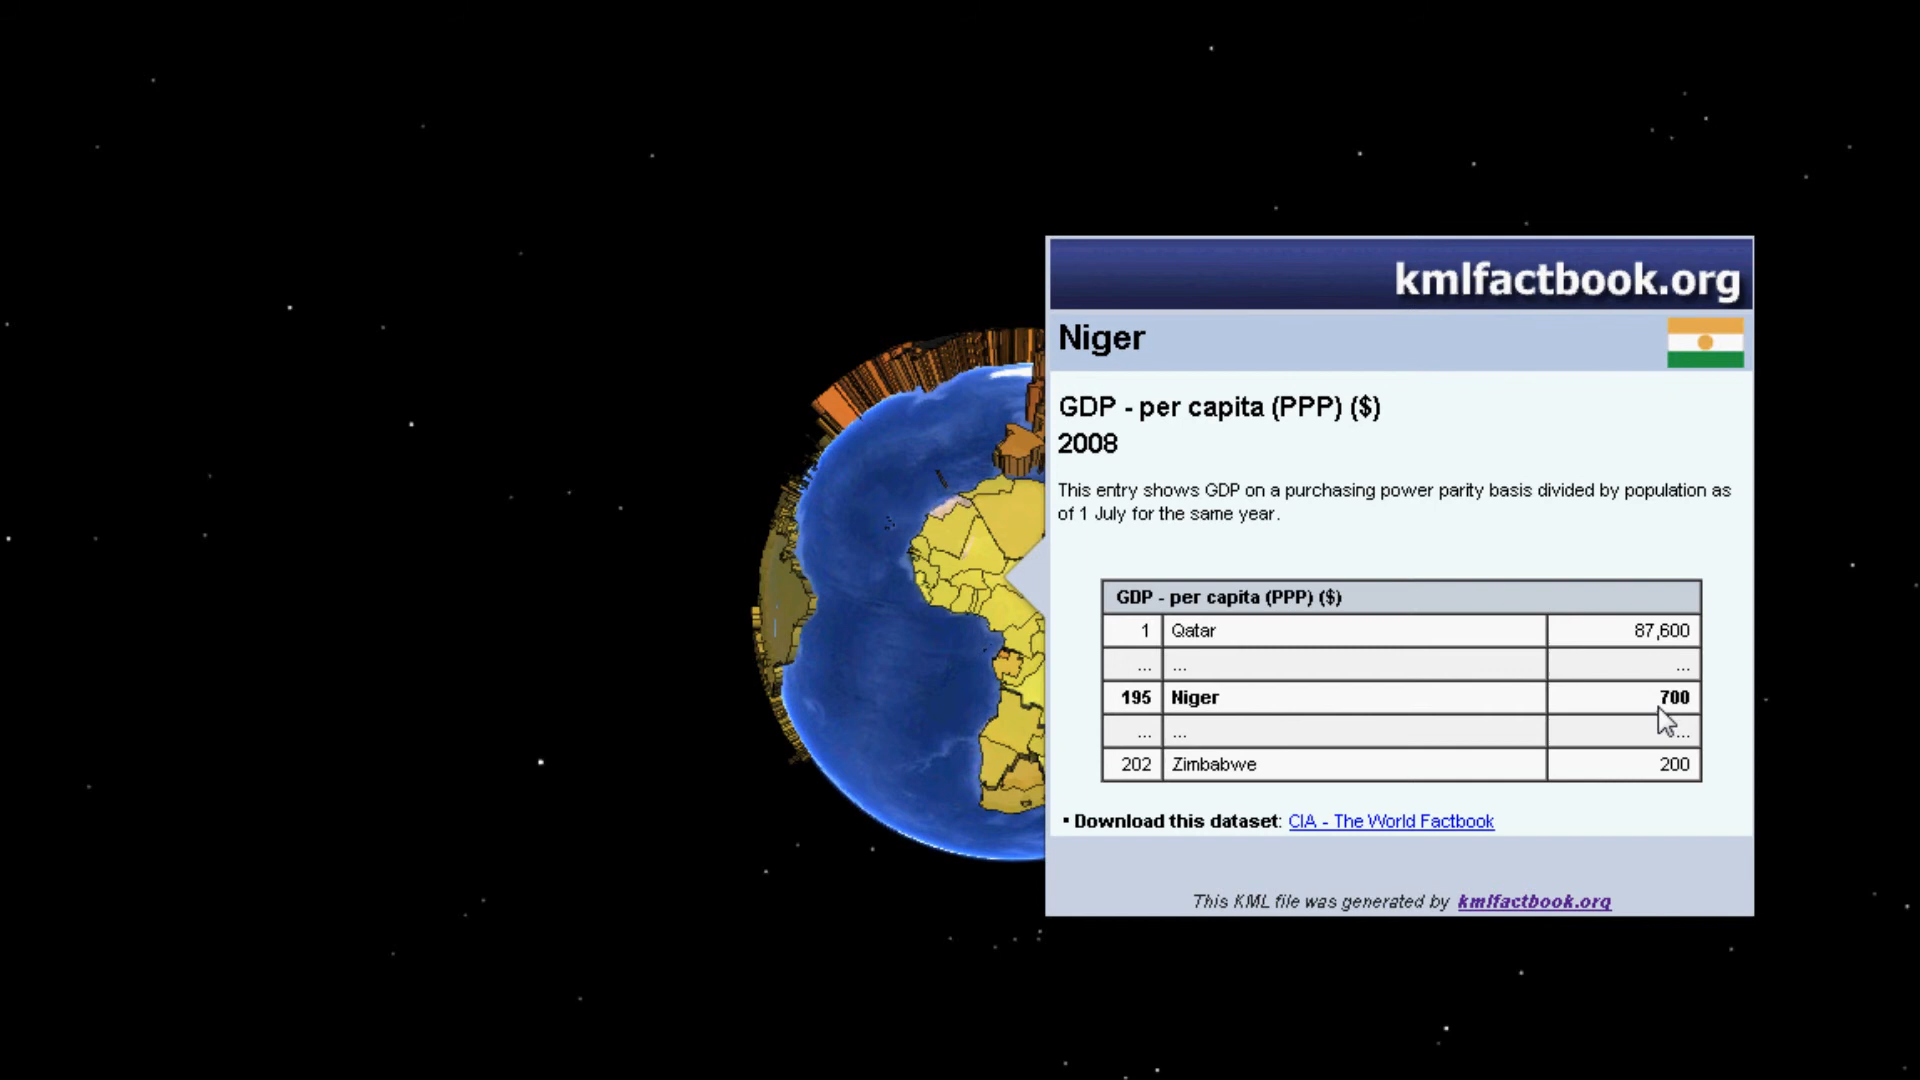 kmlfactbook.org
Niger
GDP - per capita (PPP) ($)
2008
This entry shows GDP on a purchasing power parity basis divided by population as
of 1 July for the same year.
GDP - per capita (PPP) ($)
1 Qatar 87,600
... ... ...
195 Niger 700
... ... ...
202 Zimbabwe 200
▪ Download this dataset: CIA - The World Factbook
This KML file was generated by kmlfactbook.org